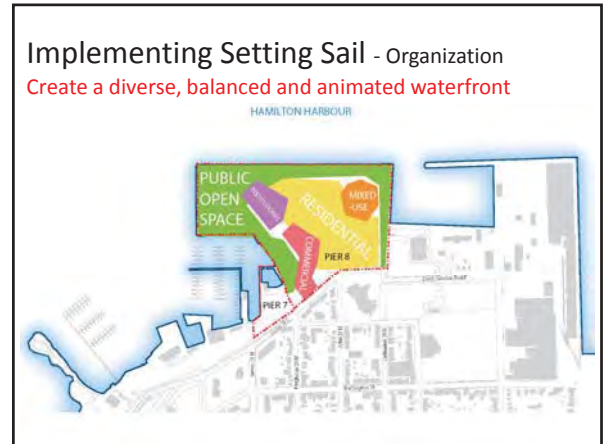 Implementing Setting Sail - Organization
Create a diverse, balanced and animated waterfront
HAMILTON HARBOUR
PUBLIC
OPEN
SPACE
RESIDENTIAL
MIXED
-USE
COMMERCIAL
PIER 8
PIER 7